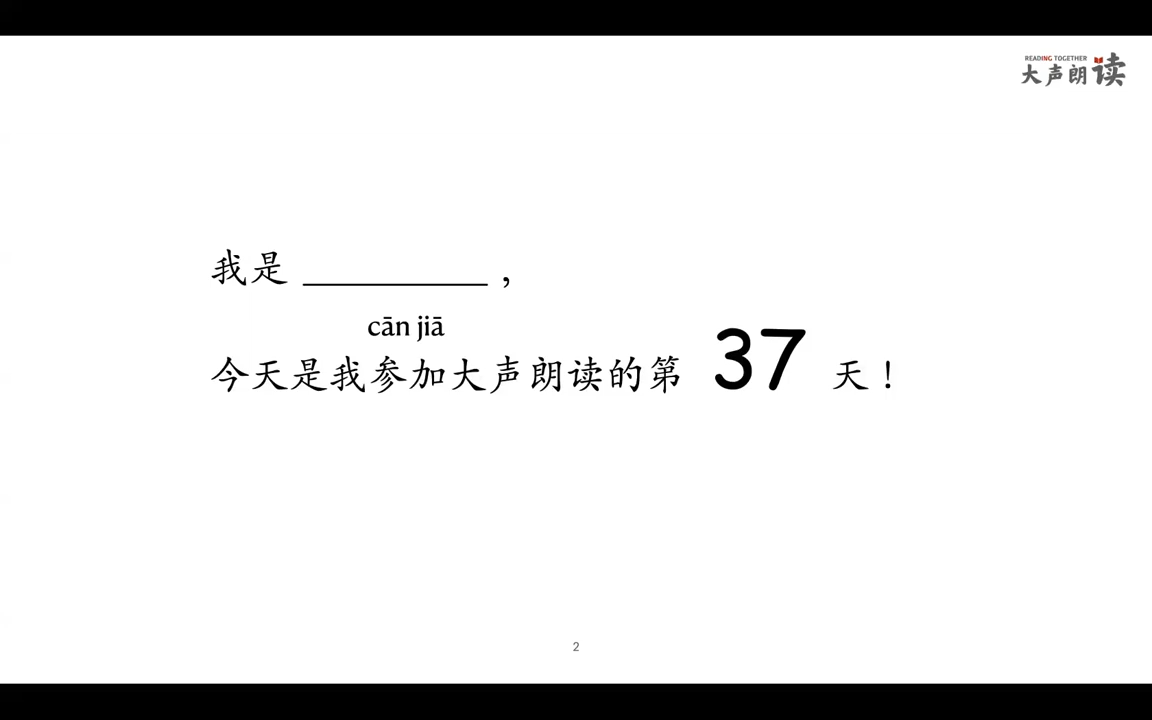 READING TOGETHER
大声朗读
我是 __________ ，
cān jiā
今天是我参加大声朗读的第 37 天！
2